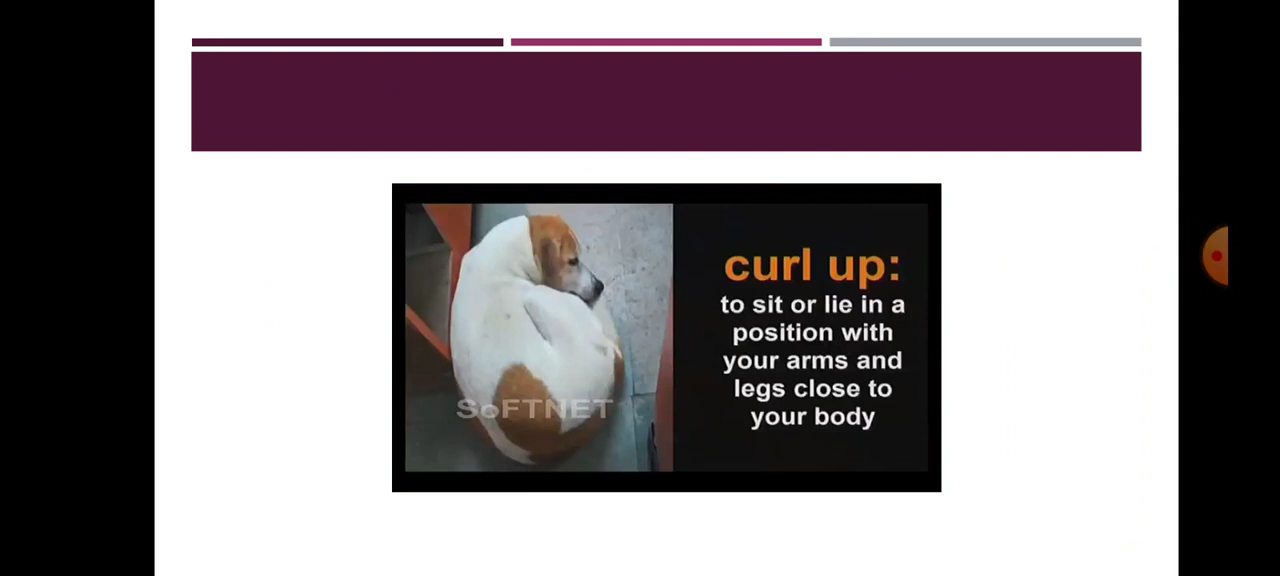 curl up:
to sit or lie in a
position with
your arms and
legs close to
your body
SoFTNET